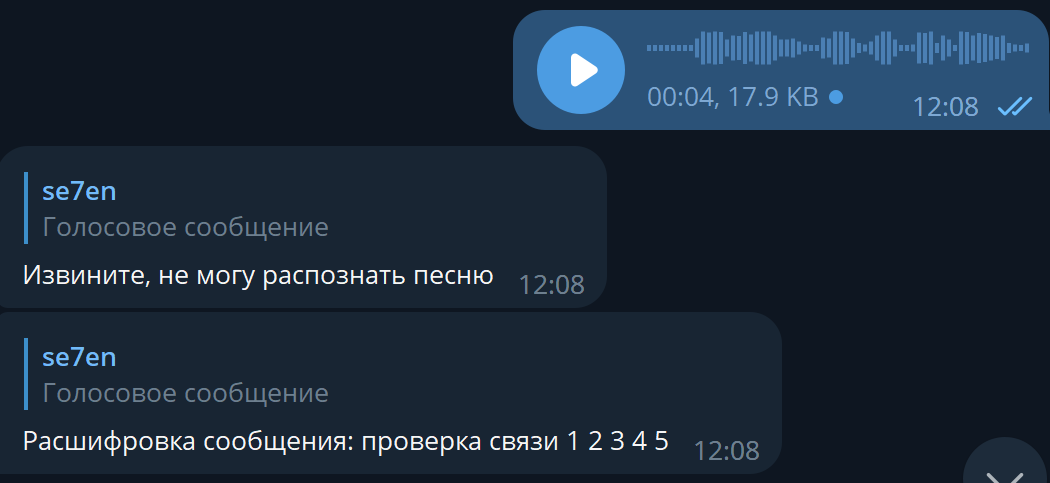 00:04, 17.9 KB
12:08
se7en
Голосовое сообщение
Извините, не могу распознать песню
12:08
se7en
Голосовое сообщение
Расшифровка сообщения: проверка связи 1 2 3 4 5
12:08